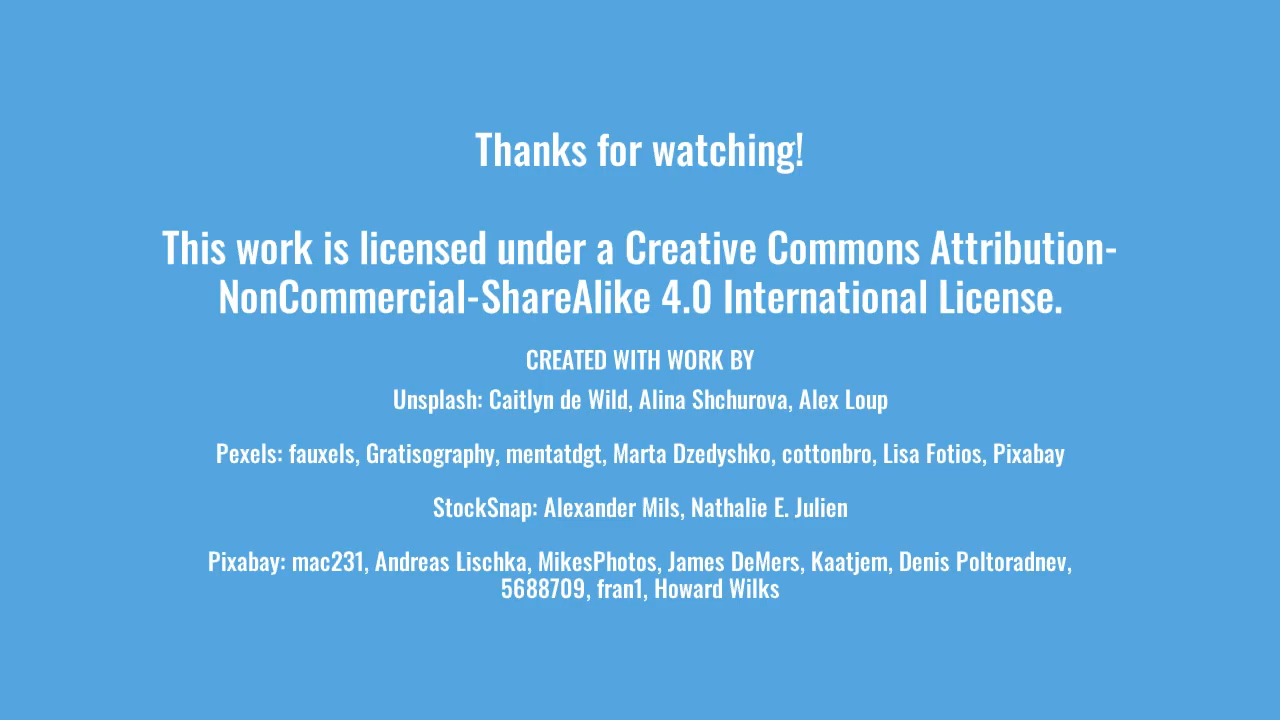 Thanks for watching!
This work is licensed under a Creative Commons Attribution-
NonCommercial-ShareAlike 4.0 International License.
CREATED WITH WORK BY
Unsplash: Caitlyn de Wild, Alina Shchurova, Alex Loup
Pexels: fauxels, Gratisography, mentatdgt, Marta Dzedyshko, cottonbro, Lisa Fotios, Pixabay
StockSnap: Alexander Mils, Nathalie E. Julien
Pixabay: mac231, Andreas Lischka, MikesPhotos, James DeMers, Kaatjem, Denis Poltoradnev,
5688709, fran1, Howard Wilks